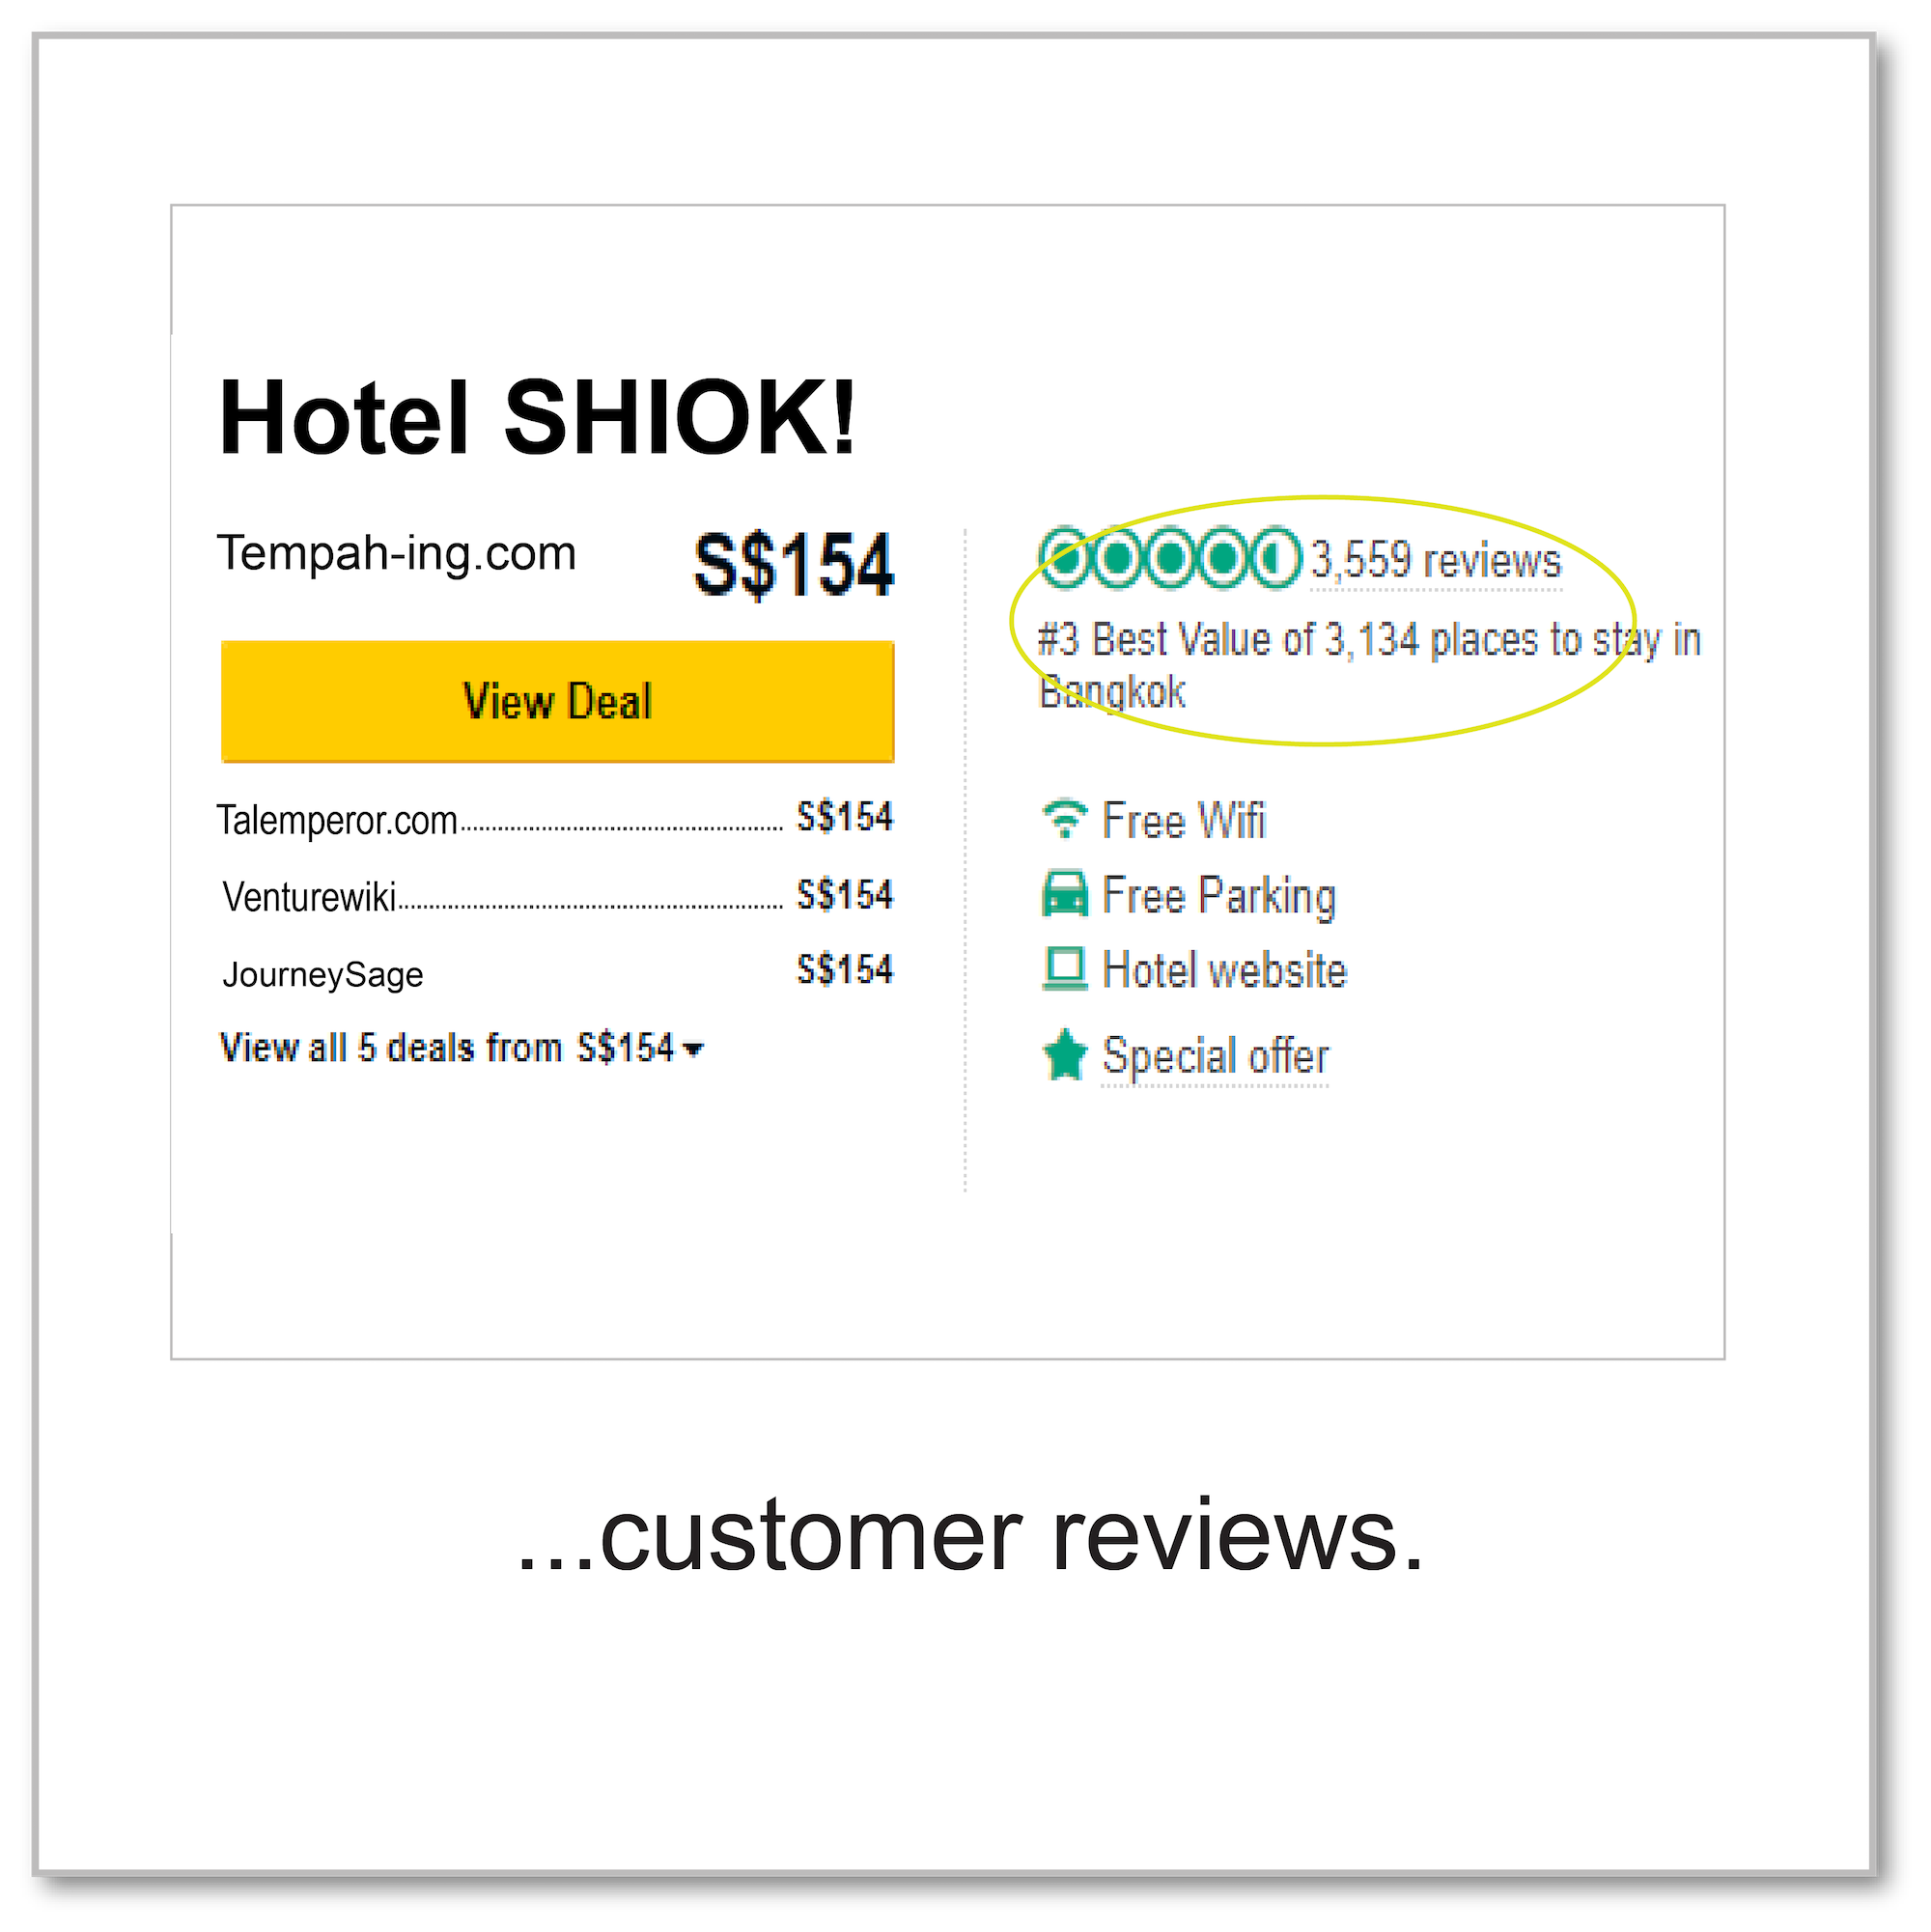 Hotel SHIOK!
Tempah-ing.com S$154
View Deal
Talemperor.com S$154
Venturewiki S$154
JourneySage S$154
View all 5 deals from S$154
3,559 reviews
#3 Best Value of 3,134 places to stay in
Bangkok
Free Wifi
Free Parking
Hotel website
Special offer
...customer reviews.